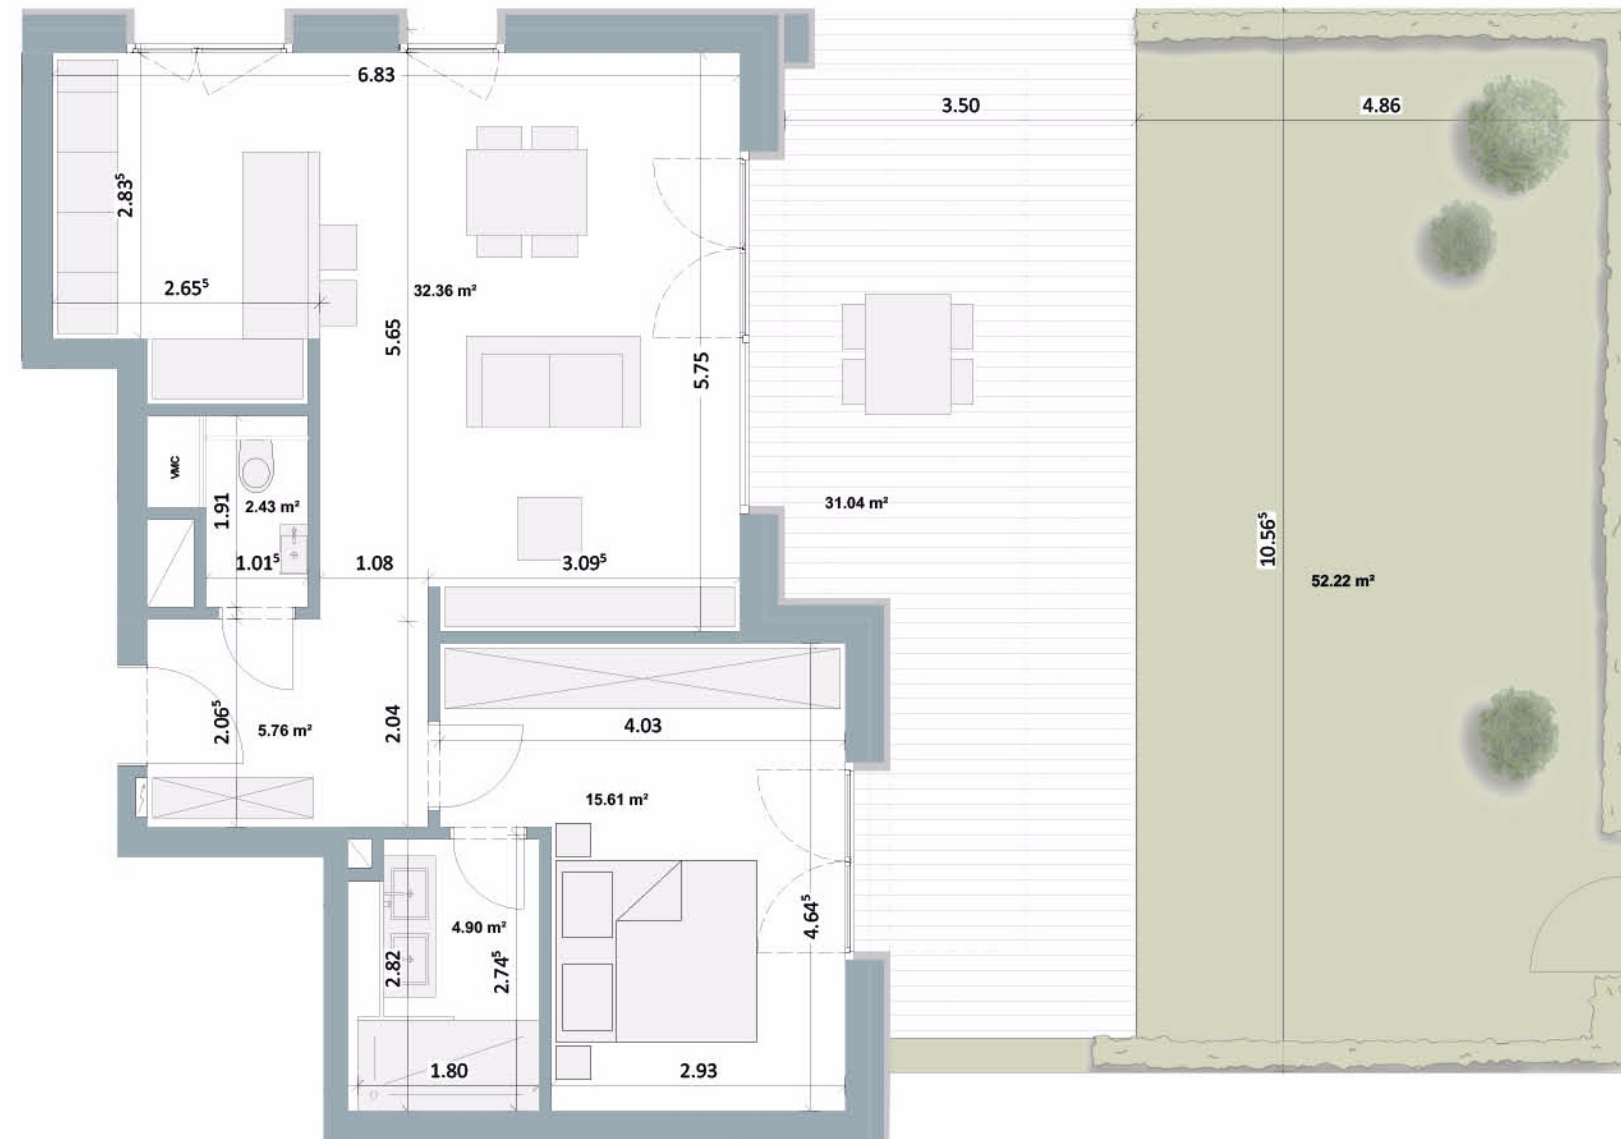 6.83
3.50
4.86
2.83⁵
2.65⁵
32.36 m²
5.65
5.75
VMC
1.91
2.43 m²
31.04 m²
10.56⁵
1.01⁵
1.08
3.09⁵
52.22 m²
2.06⁵
5.76 m²
2.04
4.03
15.61 m²
4.90 m²
4.64⁵
2.82
2.74⁵
1.80
2.93